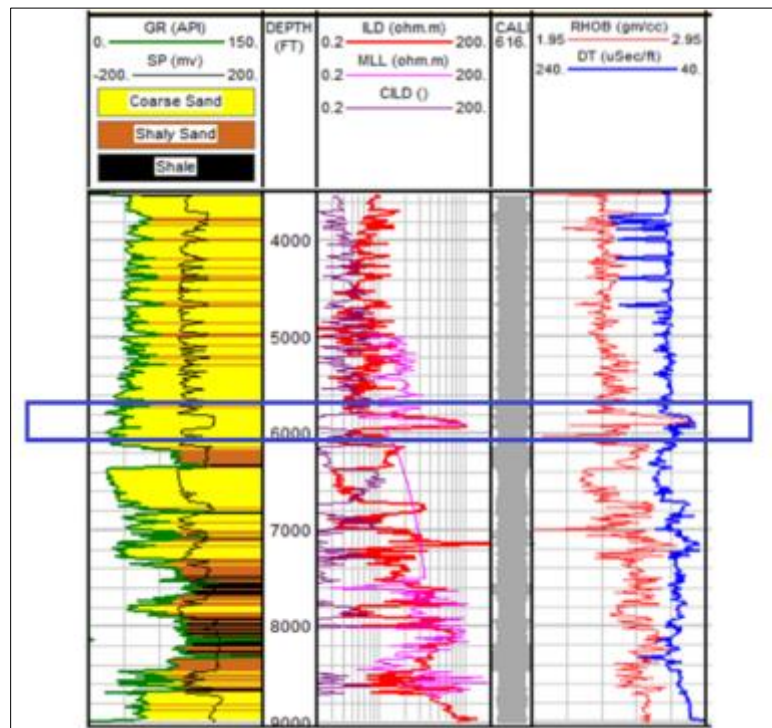 GR (API)
0. 150.
SP (mv)
-200. 200.
Coarse Sand
Shaly Sand
Shale
DEPTH
(FT)
ILD (ohm.m)
0.2 200.
MLL (ohm.m)
0.2 200.
CILD ()
0.2 200.
CALI
616.
RHOB (gm/cc)
1.95 2.95
DT (uSec/ft)
240. 40.
4000
5000
6000
7000
8000
9000